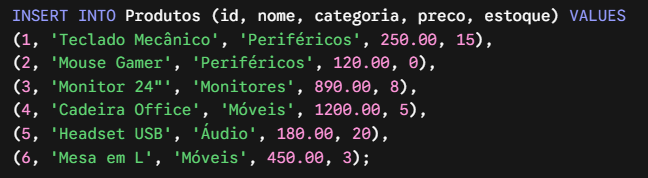 INSERT INTO Produtos (id, nome, categoria, preco, estoque) VALUES
(1, 'Teclado Mecânico', 'Periféricos', 250.00, 15),
(2, 'Mouse Gamer', 'Periféricos', 120.00, 0),
(3, 'Monitor 24"', 'Monitores', 890.00, 8),
(4, 'Cadeira Office', 'Móveis', 1200.00, 5),
(5, 'Headset USB', 'Áudio', 180.00, 20),
(6, 'Mesa em L', 'Móveis', 450.00, 3);